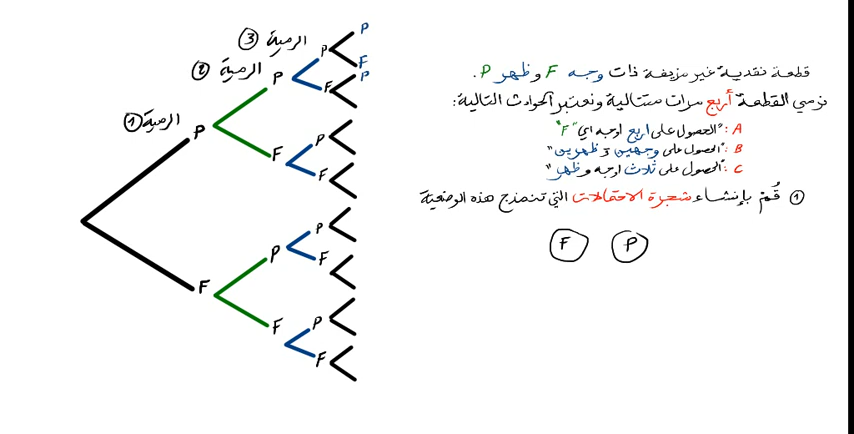 قطعة نقدية غير مزيفة ذات وجه F وظهر P.
نرمي القطعة أربع مرات متتالية ونعتبر الحوادث التالية:
A: "الحصول على اربع اوجه اي "F"
B: "الحصول على وجهين و ظهرين"
C: "الحصول على ثلاث اوجه و ظهر"
① قُمْ بإنشاء شجرة الاحتمالات التي تنمذج هذه الوضعية
F P
الرمية ①
الرمية ②
الرمية ③
P
F
P
F
P
F
P
F
P
F
P
F
P
F
P
F
P